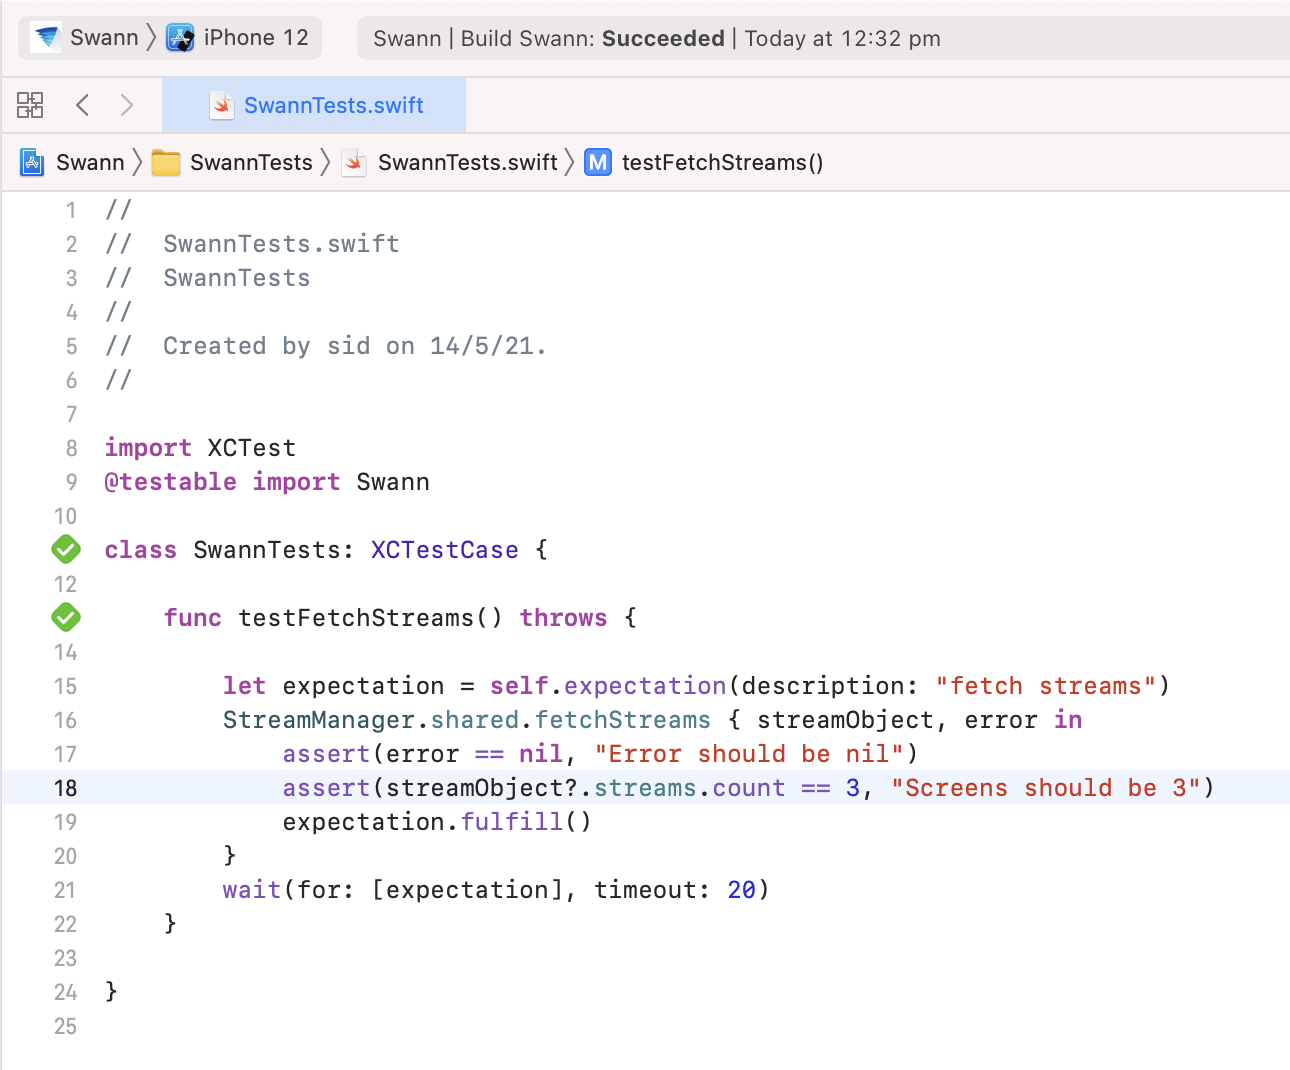 Swann iPhone 12 Swann | Build Swann: Succeeded | Today at 12:32 pm
SwannTests.swift
Swann SwannTests SwannTests.swift M testFetchStreams()
1 //
2 //  SwannTests.swift
3 //  SwannTests
4 //
5 //  Created by sid on 14/5/21.
6 //
7
8 import XCTest
9 @testable import Swann
10
class SwannTests: XCTestCase {
12
    func testFetchStreams() throws {
14
15         let expectation = self.expectation(description: "fetch streams")
16         StreamManager.shared.fetchStreams { streamObject, error in
17             assert(error == nil, "Error should be nil")
18             assert(streamObject?.streams.count == 3, "Screens should be 3")
19             expectation.fulfill()
20         }
21         wait(for: [expectation], timeout: 20)
22     }
23
24 }
25